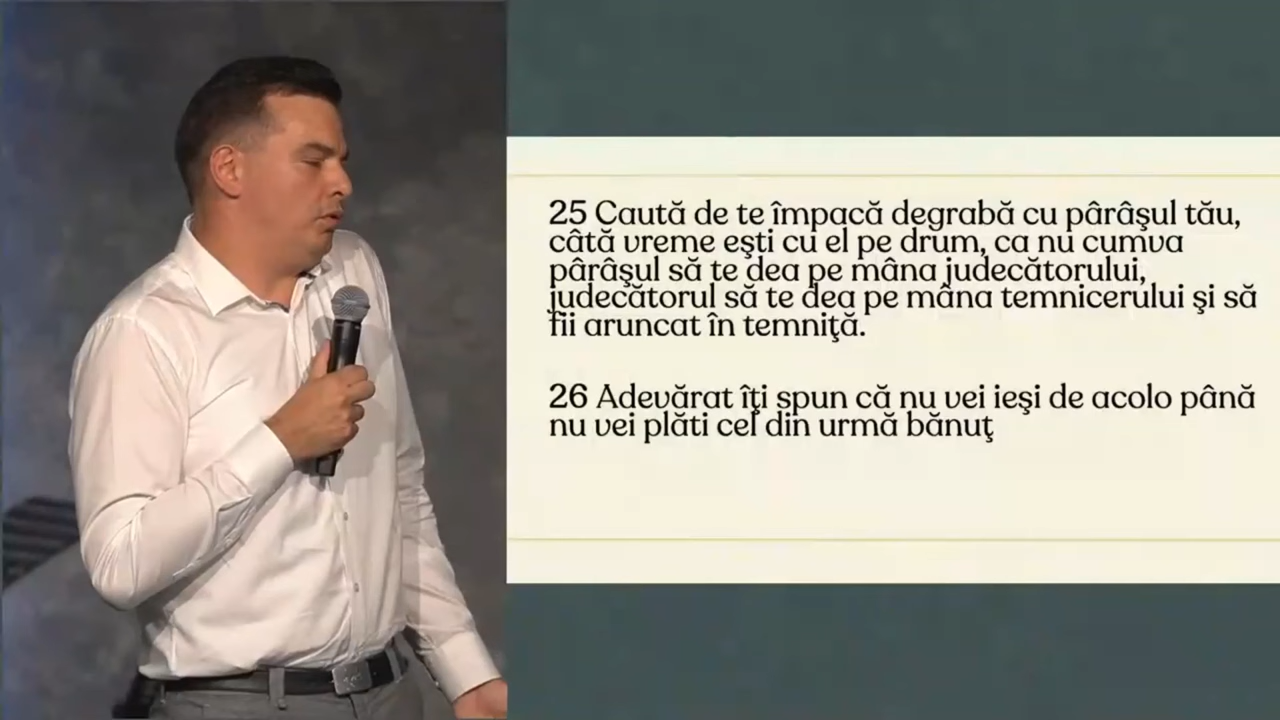 25 Caută de te împacă degrabă cu pârâşul tău,
câtă vreme eşti cu el pe drum, ca nu cumva
pârâşul să te dea pe mâna judecătorului,
judecătorul să te dea pe mâna temnicerului şi să
fii aruncat în temniţă.
26 Adevărat îţi spun că nu vei ieşi de acolo până
nu vei plăti cel din urmă bănuţ